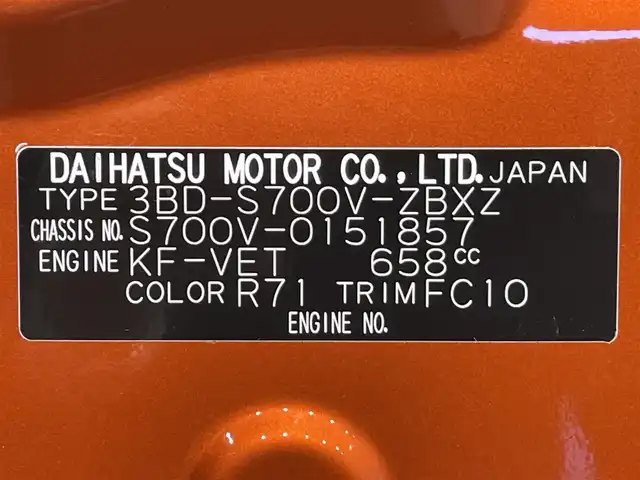 DAIHATSU MOTOR CO., LTD. JAPAN
TYPE 3BD-S700V-ZBXZ
CHASSIS NO. S700V-0151857
ENGINE KF-VET 658cc
COLOR R71 TRIM FC10
ENGINE NO.